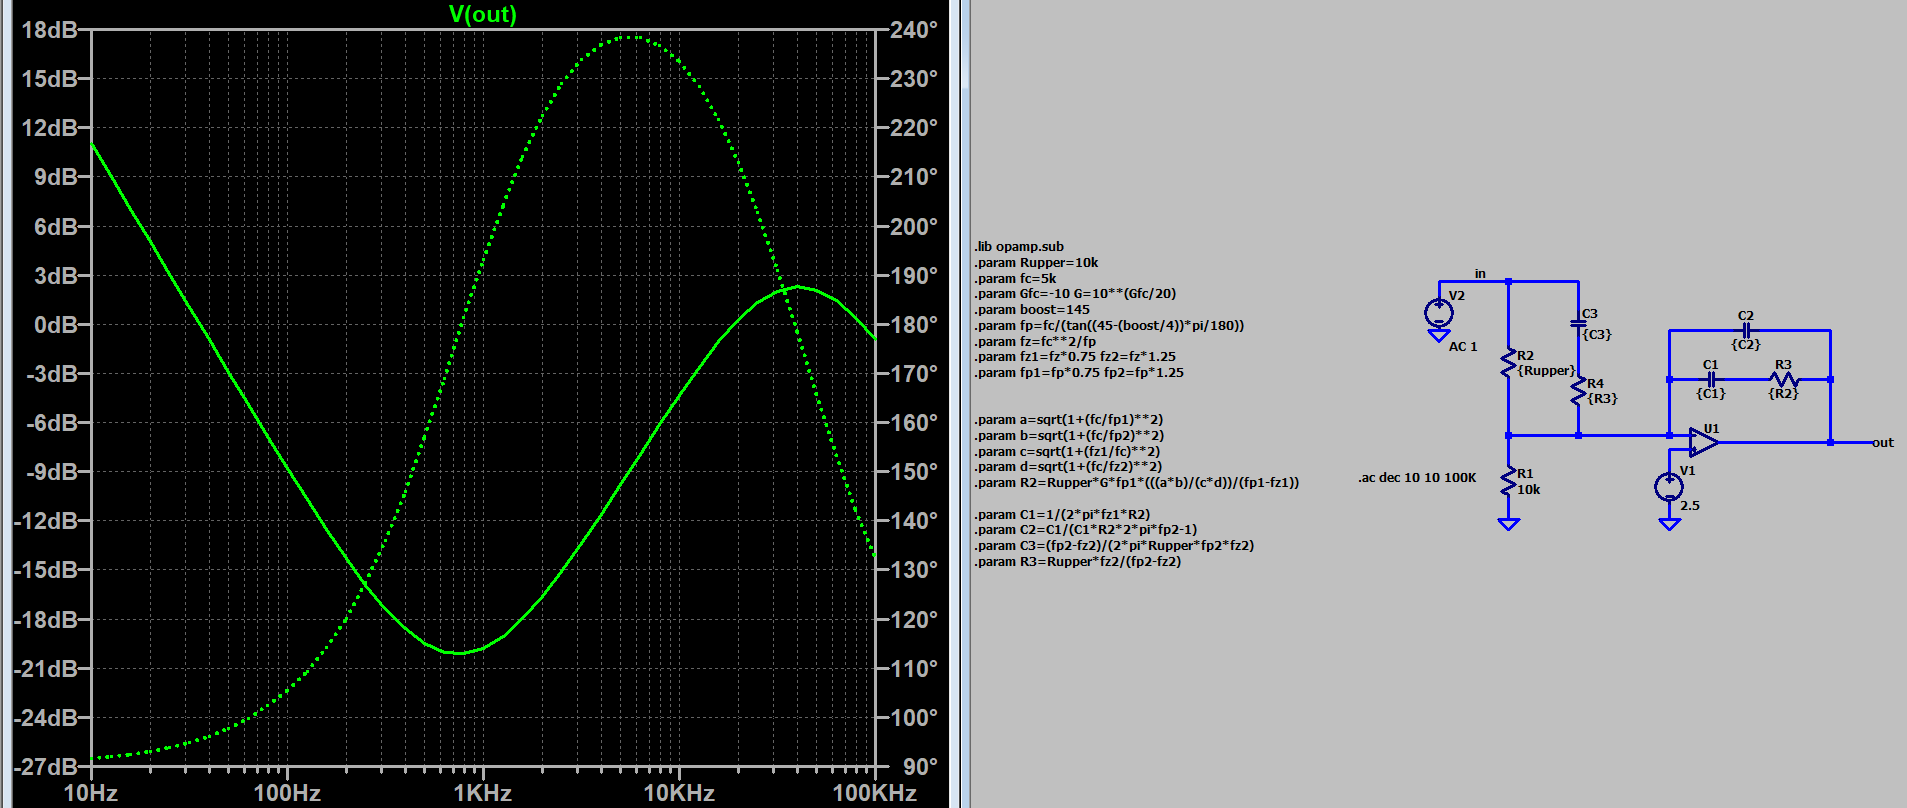 V(out)
18dB
15dB
12dB
9dB
6dB
3dB
0dB
-3dB
-6dB
-9dB
-12dB
-15dB
-18dB
-21dB
-24dB
-27dB
240°
230°
220°
210°
200°
190°
180°
170°
160°
150°
140°
130°
120°
110°
100°
90°
10Hz 100Hz 1KHz 10KHz 100KHz
.lib opamp.sub
.param Rupper=10k
.param fc=5k
.param Gfc=-10 G=10**(Gfc/20)
.param boost=145
.param fp=fc/(tan((45-(boost/4))*pi/180))
.param fz=fc**2/fp
.param fz1=fz*0.75 fz2=fz*1.25
.param fp1=fp*0.75 fp2=fp*1.25
.param a=sqrt(1+(fc/fp1)**2)
.param b=sqrt(1+(fc/fp2)**2)
.param c=sqrt(1+(fz1/fc)**2)
.param d=sqrt(1+(fc/fz2)**2)
.param R2=Rupper*G*fp1*(((a*b)/(c*d))/(fp1-fz1))
.param C1=1/(2*pi*fz1*R2)
.param C2=C1/(C1*R2*2*pi*fp2-1)
.param C3=(fp2-fz2)/(2*pi*Rupper*fp2*fz2)
.param R3=Rupper*fz2/(fp2-fz2)
.ac dec 10 10 100K
in
V2
AC 1
R2
{Rupper}
C3
{C3}
R4
{R3}
R1
10k
C2
{C2}
C1
{C1}
R3
{R2}
U1
V1
2.5
out